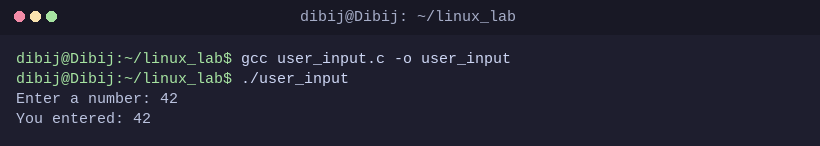 dibij@Dibij: ~/linux_lab
dibij@Dibij:~/linux_lab$ gcc user_input.c -o user_input
dibij@Dibij:~/linux_lab$ ./user_input
Enter a number: 42
You entered: 42